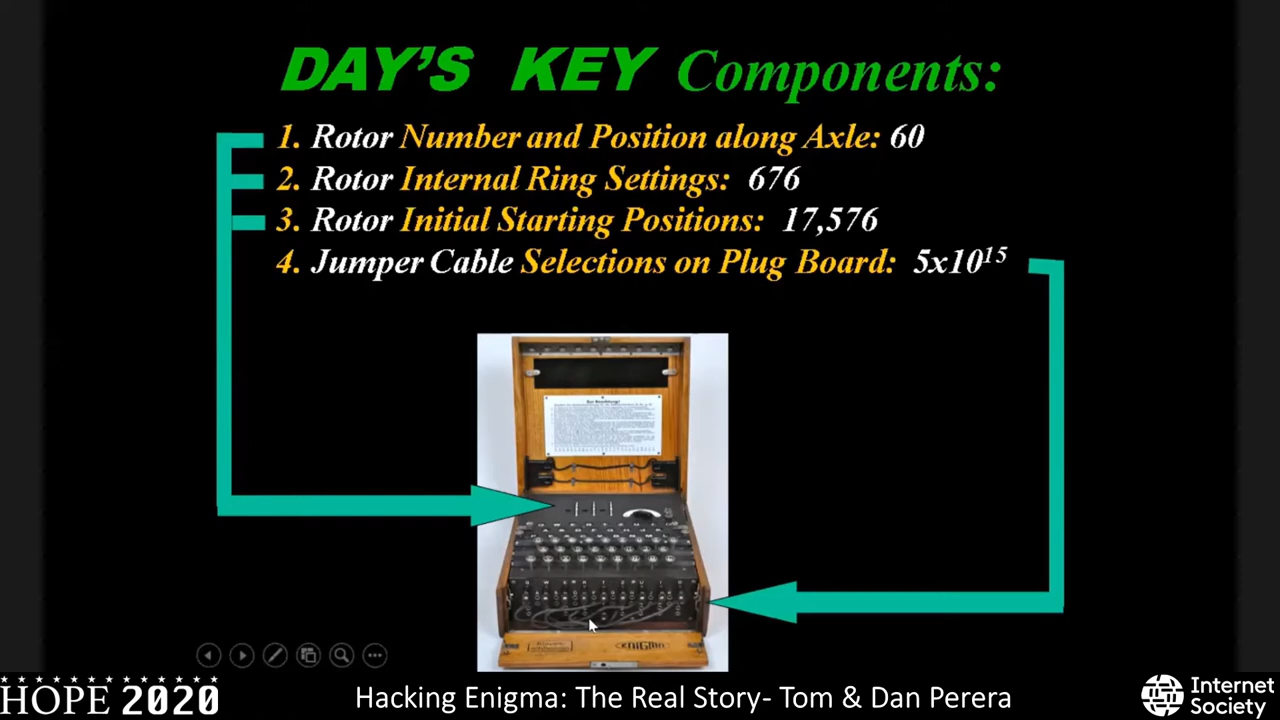 DAY'S KEY Components:
1. Rotor Number and Position along Axle: 60
2. Rotor Internal Ring Settings: 676
3. Rotor Initial Starting Positions: 17,576
4. Jumper Cable Selections on Plug Board: 5x10¹⁵
ENIGMA
HOPE 2020
Hacking Enigma: The Real Story- Tom & Dan Perera
Internet
Society